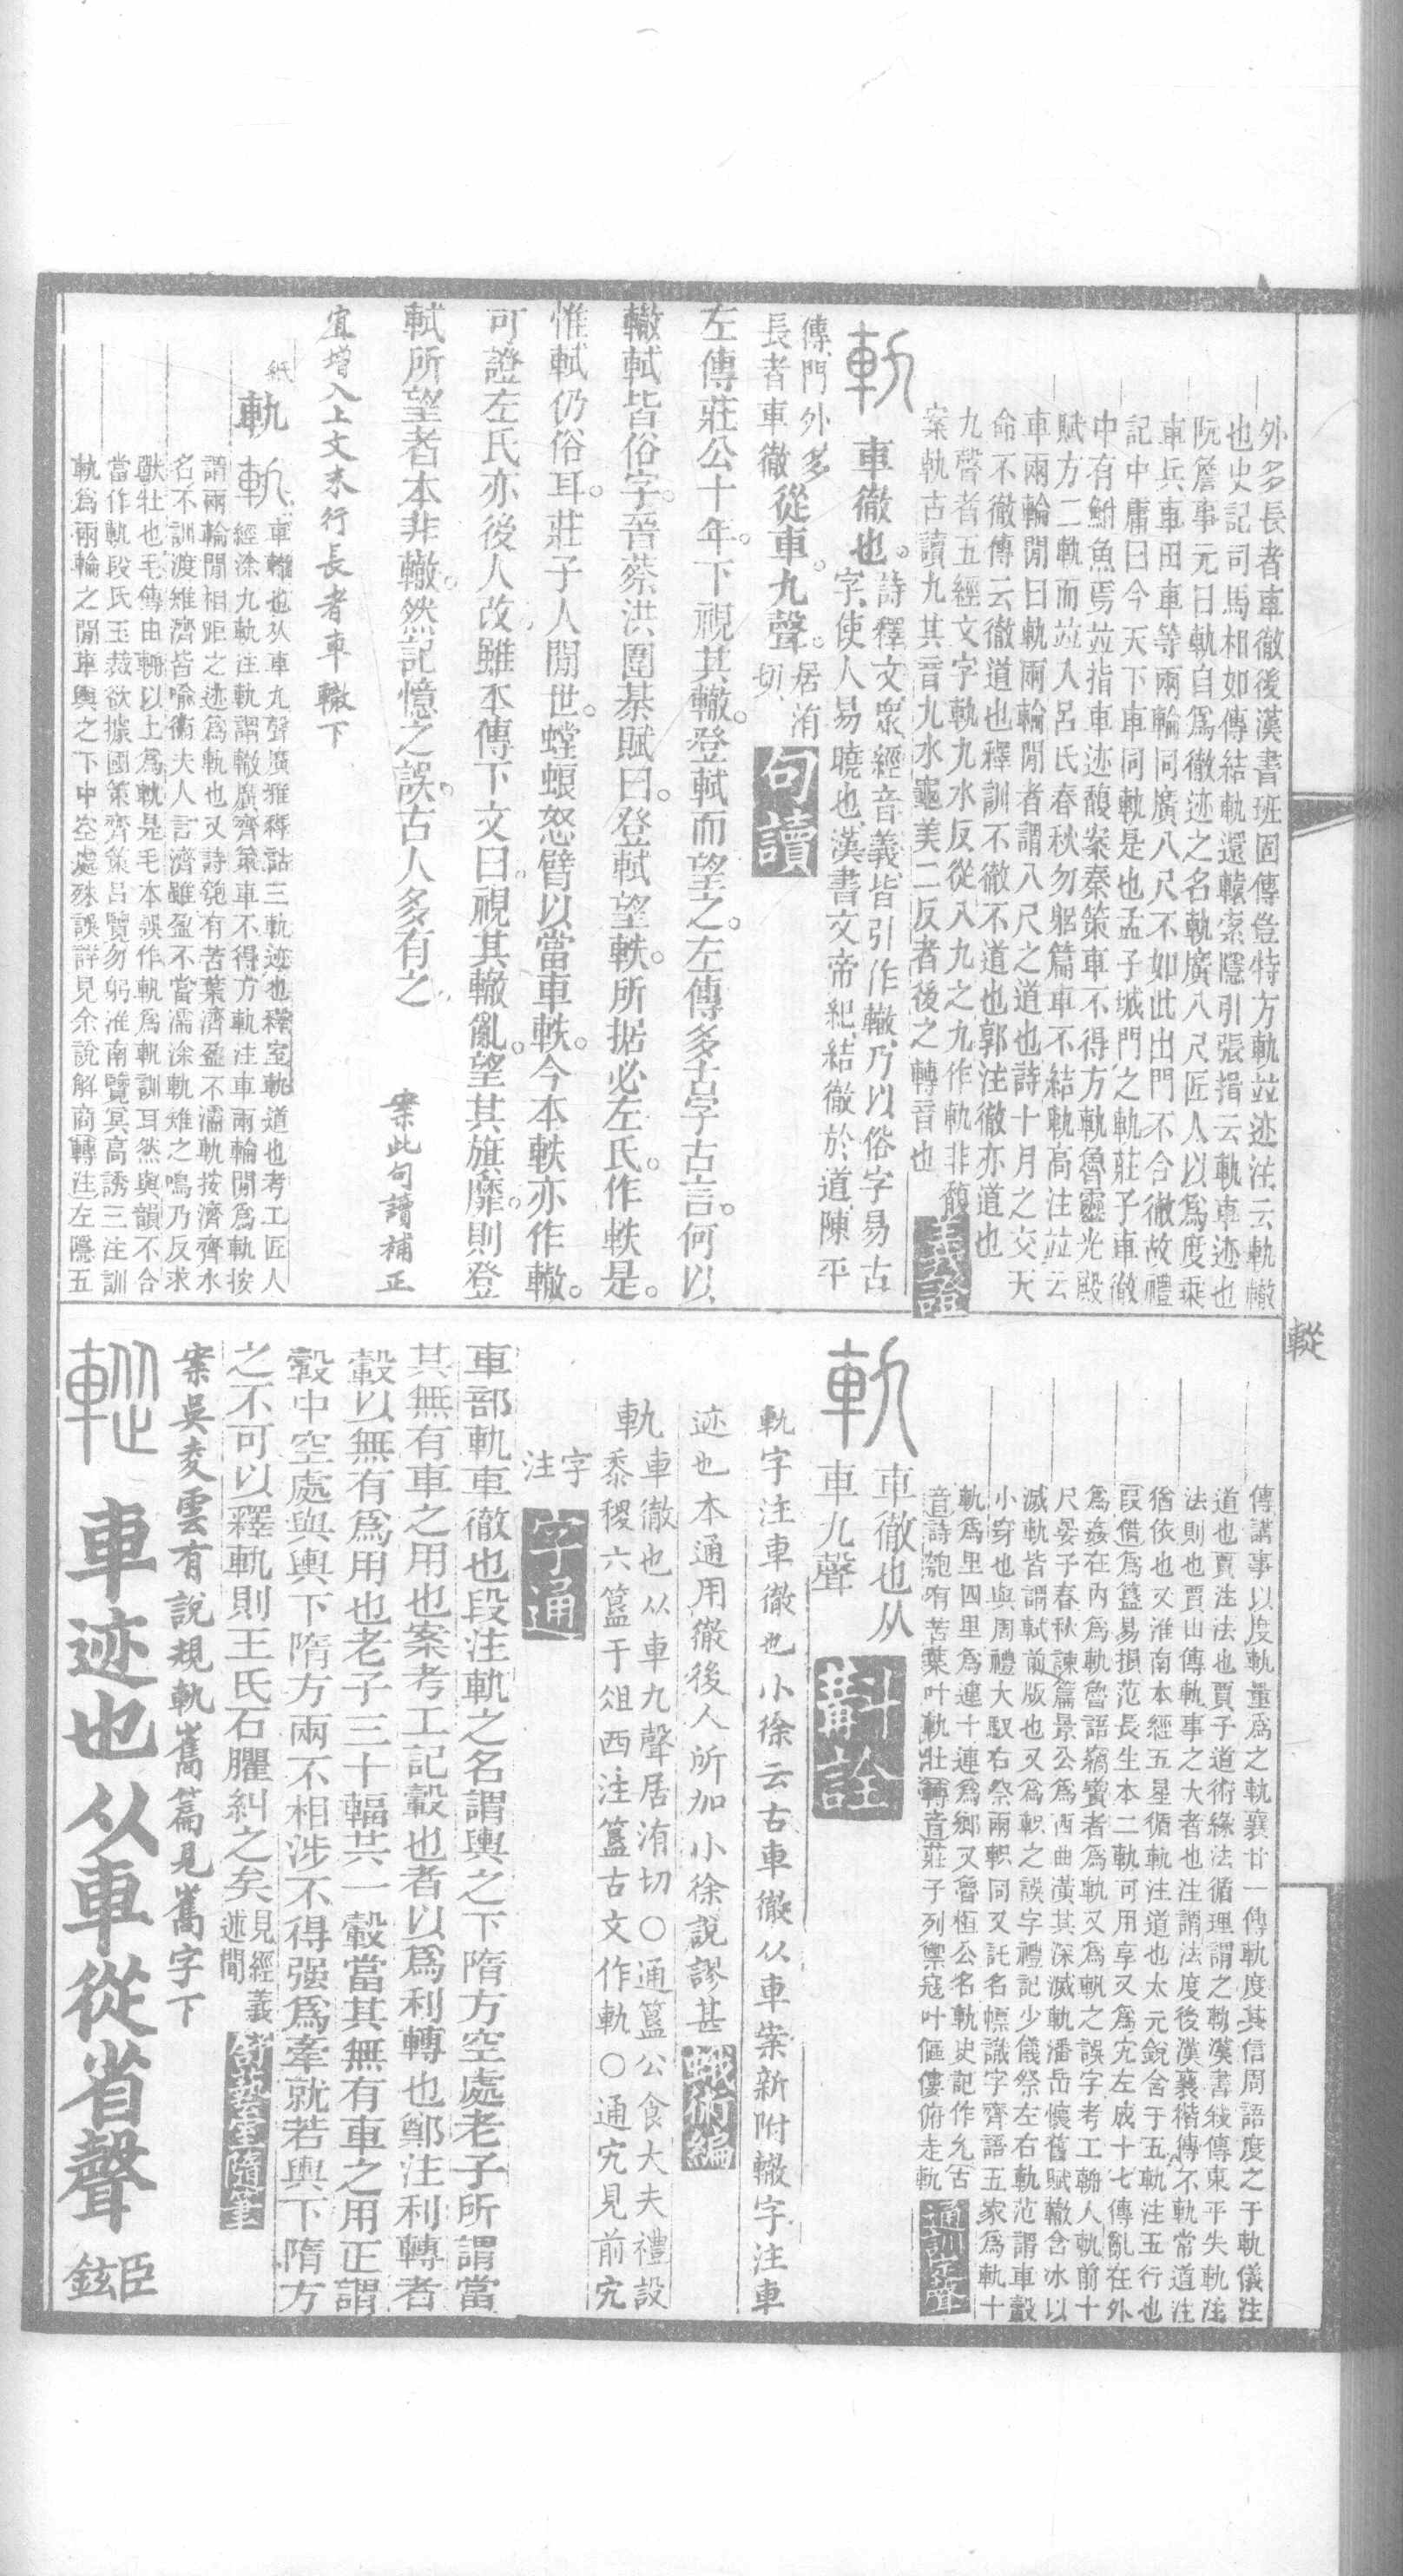 外多長者車徹後漢書班固傳豋特方軌竝迹注云軌轍
也史記司馬相如傳結軌還轅索隱引張揖云軌車迹也
阮詹事元曰軌自爲徹迹之名軌廣八尺匠人以爲度乘
車兵車田車等兩輪同廣八尺不如此出門不合徹故禮
記中庸曰今天下車同軌是也孟子城門之軌莊子車徹
中有鮒魚焉竝指車迹馥案秦策車不得方軌魯靈光殿
賦方二軌而竝入呂氏春秋勿躬篇車不結軌高注竝云
車兩輪閒曰軌兩輪閒者謂八尺之道也詩十月之交天
命不徹傳云徹道也釋訓不徹不道也郭注徹亦道也
九聲者五經文字軌九水反從八九之九作軌非馥
案軌古讀九其音九水龜美二反者後之轉音也
義證
軌
車徹也。
詩釋文衆經音義皆引作轍乃以俗字易古
字使人易曉也漢書文帝紀結徹於道陳平
傳門外多
長者車徹
從車。九聲。
居洧
切
句讀
左傳莊公十年。下視其轍。登軾而望之。左傳多古字古言。何以
轍軾皆俗字。晉蔡洪圍棊賦曰。登軾望軼。所据必左氏。作軼是。
惟軾仍俗耳。莊子人閒世。螳蜋怒臂以當車軼。今本軼亦作轍。
可證左氏亦後人改。雖本傳下文曰。視其轍亂。望其旗靡。則登
軾所望者本非轍。然記憶之誤。古人多有之
案此句讀補正
宜增入上文末行長者車轍下
紙
軌
軌
車轍也从車九聲廣雅釋詁三軌迹也釋室軌道也考工匠人
經涂九軌注軌謂轍廣齊策車不得方軌注車兩輪閒爲軌按
謂兩輪閒相距之迹爲軌也又詩匏有苦葉濟盈不濡軌按濟齊水
名不訓渡雉濟皆喻衞夫人言濟雖盈不當濡涂軌雉之鳴乃反求
獸牡也毛傳由輈以上爲軌是毛本誤作軓爲軌訓耳然與韻不合
當作軌段氏玉裁欲據國策齊策呂覽勿躬淮南覽冥高誘三注訓
軌爲兩輪之閒車輿之下中空處殊誤詳見余說解商轉注左隱五
輚
傳講事以度軌量爲之軌襄廿一傳軌度其信周語度之于軌儀注
道也賈注法也賈子道術緣法循理謂之軌漢書敍傳東平失軌注
法則也賈山傳軌事之大者也注謂法度後漢襄楷傳不軌常道注
猶依也又淮南本經五星循軌注道也太元銳舍于五軌注五行也
叚借爲簋易損范長生本二軌可用享又爲宄左成十七傳亂在外
爲姦在內爲軌魯語竊寶者爲軌又爲軓之誤字考工輈人軌前十
尺晏子春秋諫篇景公爲西曲潢其深滅軌潘岳懷舊賦轍含冰以
滅軌皆謂軾前版也又爲軹之誤字禮記少儀祭左右軌范謂車轂
小穿也與周禮大馭右祭兩軹同又託名幖識字齊語五家爲軌十
軌爲里四里爲連十連爲鄉又魯桓公名軌史記作允古
音詩匏有苦葉叶軌牡轉音莊子列禦寇叶傴僂俯走軌
通訓定聲
軌
車徹也从
車九聲
斠詮
軌字注車徹也小徐云古車徹从車案新附轍字注車
迹也本通用徹後人所加小徐說謬甚
蛾術編
軌車徹也从車九聲居洧切〇通簋公食大夫禮設
黍稷六簋于俎西注簋古文作軌〇通宄見前宄
字
注
字通
車部軌車徹也段注軌之名謂輿之下隋方空處老子所謂當
其無有車之用也案考工記轂也者以爲利轉也鄭注利轉者
轂以無有爲用也老子三十輻共一轂當其無有車之用正謂
轂中空處與輿下隋方兩不相涉不得强爲牽就若輿下隋方
之不可以釋軌則王氏石臞糾之矣
見經義
述聞
舒蓺室隨筆
案吳夌雲有說規軌巂篇見巂字下
車迹也从車從省聲
臣
鉉